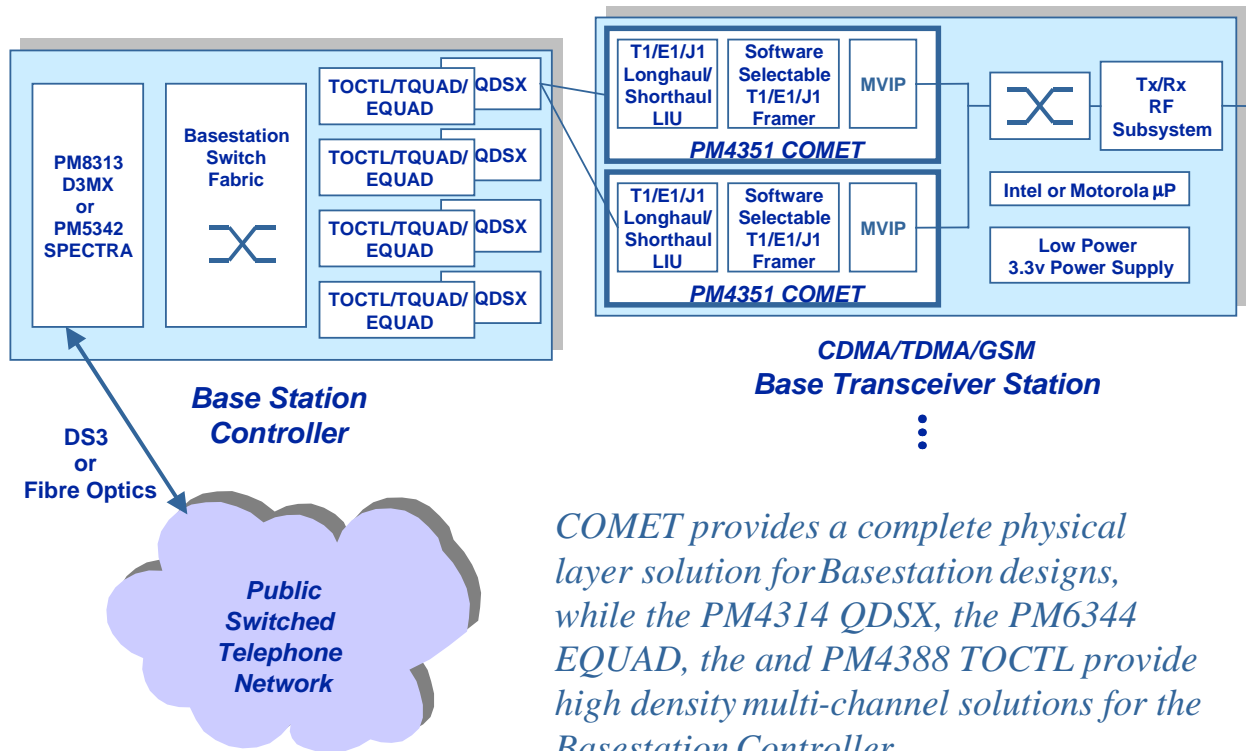 PM8313
D3MX
or
PM5342
SPECTRA
Basestation
Switch
Fabric
TOCTL/TQUAD/
EQUAD
QDSX
TOCTL/TQUAD/
EQUAD
QDSX
TOCTL/TQUAD/
EQUAD
QDSX
TOCTL/TQUAD/
EQUAD
QDSX
Base Station
Controller
DS3
or
Fibre Optics
Public
Switched
Telephone
Network
T1/E1/J1
Longhaul/
Shorthaul
LIU
Software
Selectable
T1/E1/J1
Framer
MVIP
PM4351 COMET
T1/E1/J1
Longhaul/
Shorthaul
LIU
Software
Selectable
T1/E1/J1
Framer
MVIP
PM4351 COMET
Tx/Rx
RF
Subsystem
Intel or Motorola µP
Low Power
3.3v Power Supply
CDMA/TDMA/GSM
Base Transceiver Station
COMET provides a complete physical
layer solution for Basestation designs,
while the PM4314 QDSX, the PM6344
EQUAD, the and PM4388 TOCTL provide
high density multi-channel solutions for the
Basestation Controller